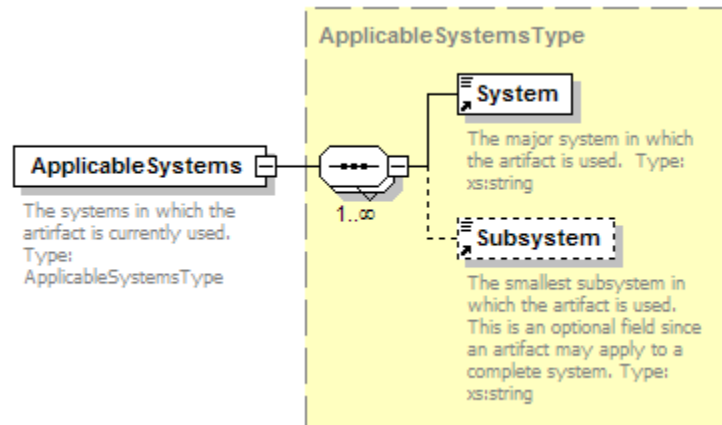 ApplicableSystemsType
System
The major system in which
the artifact is used.  Type:
xs:string
ApplicableSystems
The systems in which the
artirfact is currently used.
Type:
ApplicableSystemsType
1..∞
Subsystem
The smallest subsystem in
which the artifact is used.
This is an optional field since
an artifact may apply to a
complete system. Type:
xs:string